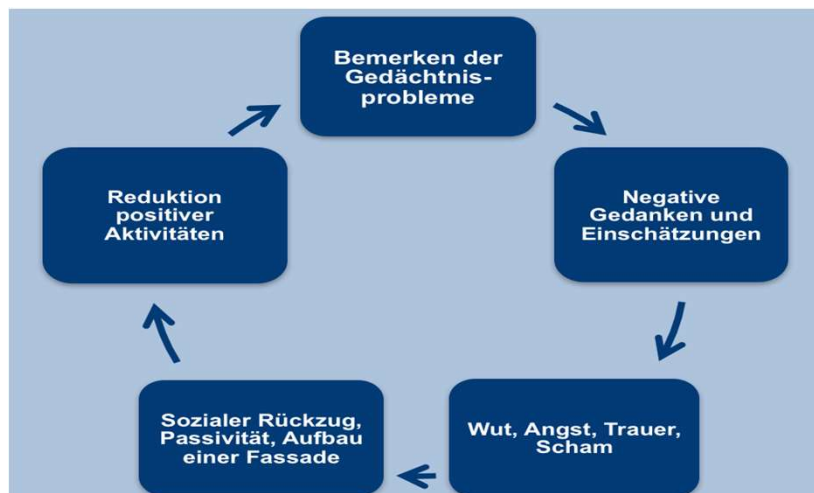 Bemerken der
Gedächtnis-
probleme
Negative
Gedanken und
Einschätzungen
Wut, Angst, Trauer,
Scham
Sozialer Rückzug,
Passivität, Aufbau
einer Fassade
Reduktion
positiver
Aktivitäten